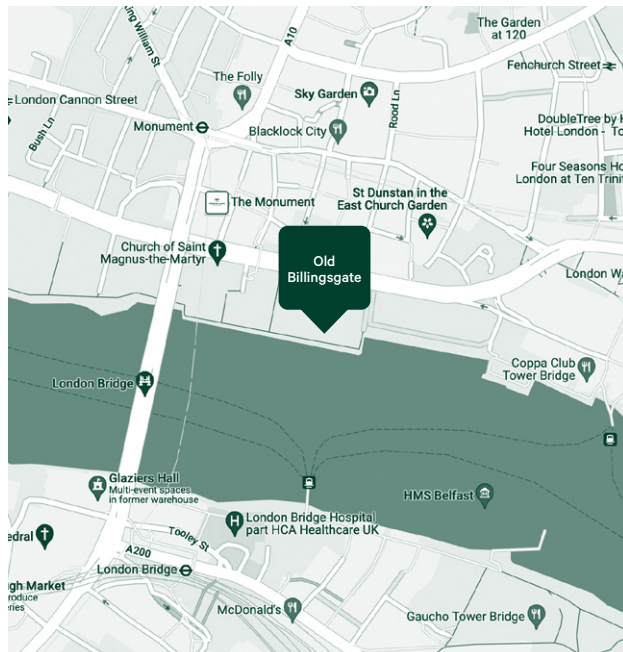 The Garden
at 120
King William St
A10
Fenchurch Street
The Folly
Sky Garden
London Cannon Street
Rood Ln
DoubleTree by H
Hotel London - To
Bush Ln
Monument
Blacklock City
Four Seasons Ho
London at Ten Trinit
St Dunstan in the
East Church Garden
The Monument
Church of Saint
Magnus-the-Martyr
Old
Billingsgate
London Wa
Coppa Club
Tower Bridge
London Bridge
Glaziers Hall
Multi-event spaces
in former warehouse
HMS Belfast
London Bridge Hospital
part HCA Healthcare UK
edral
Tooley St
A200
London Bridge
gh Market
roduce
eries
McDonald's
Gaucho Tower Bridge